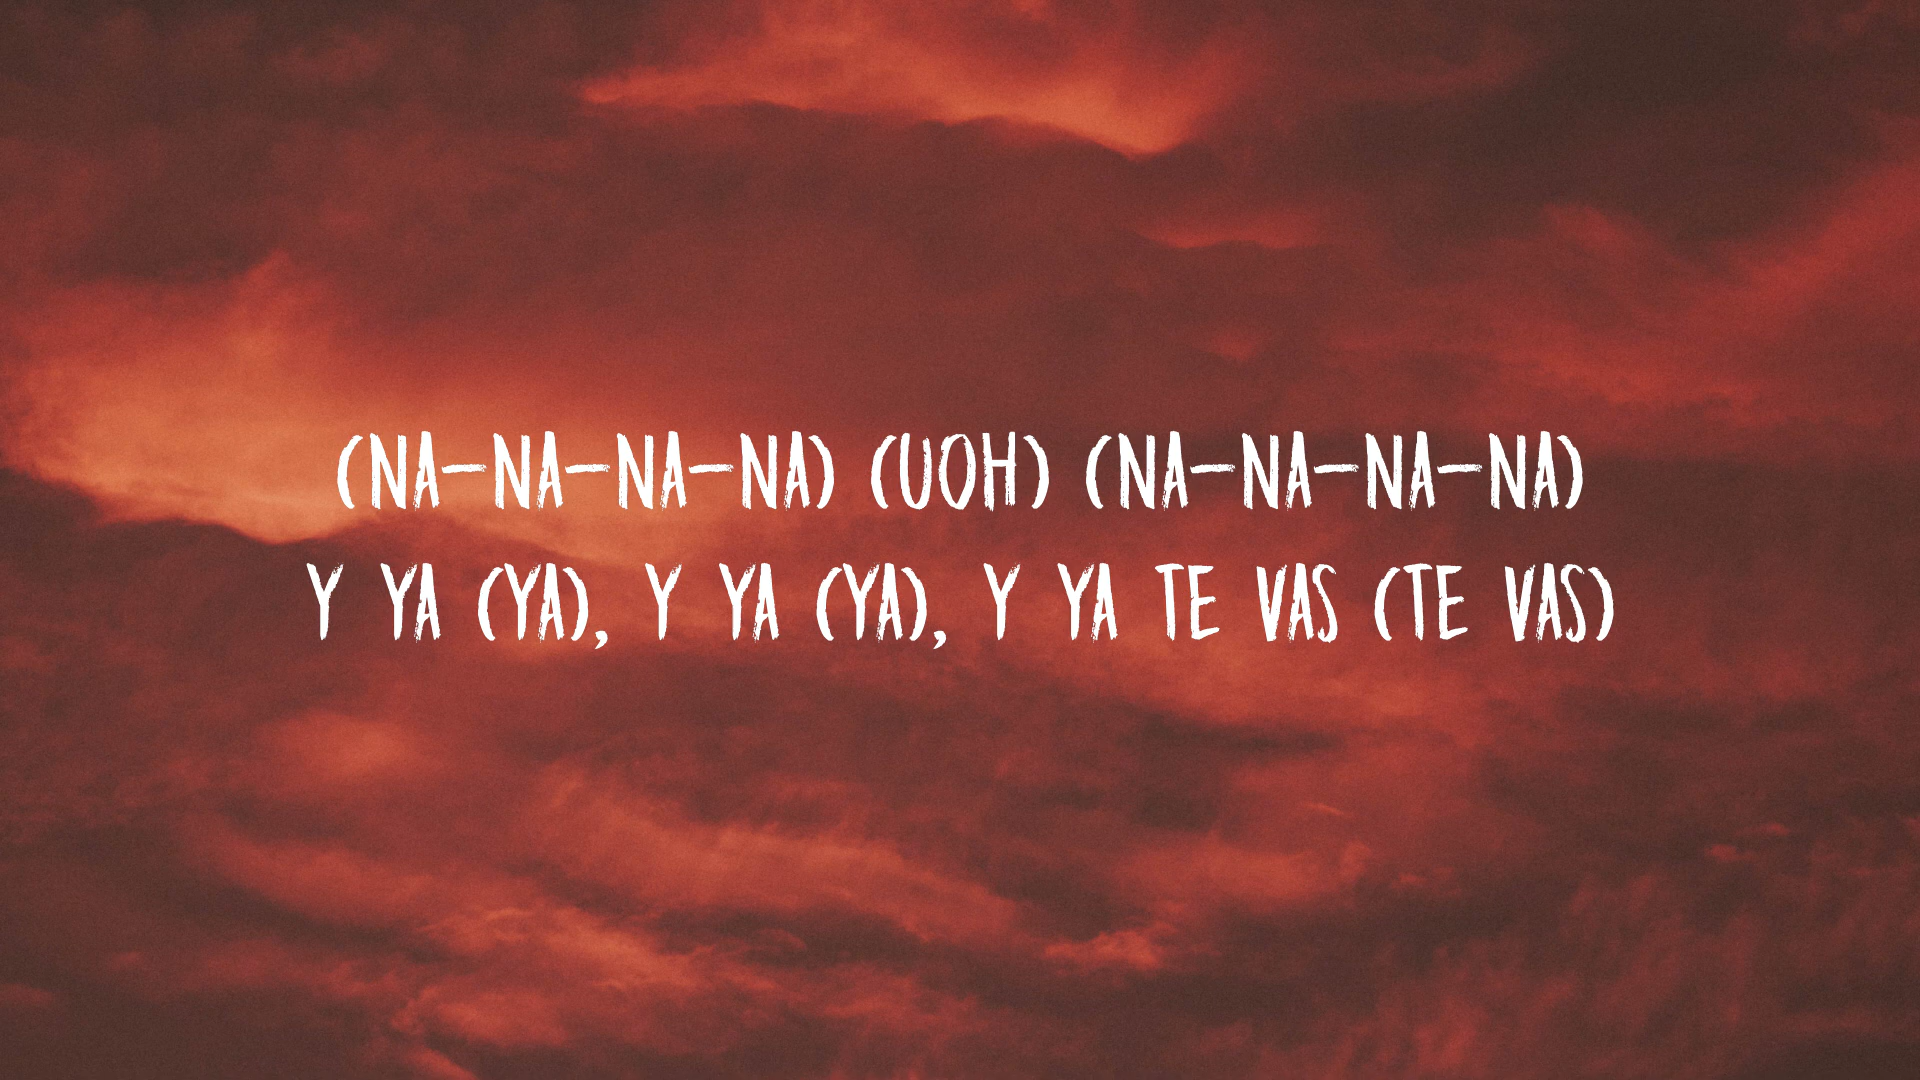 (NA-NA-NA-NA) (UOH) (NA-NA-NA-NA)
Y YA (YA), Y YA (YA), Y YA TE VAS (TE VAS)